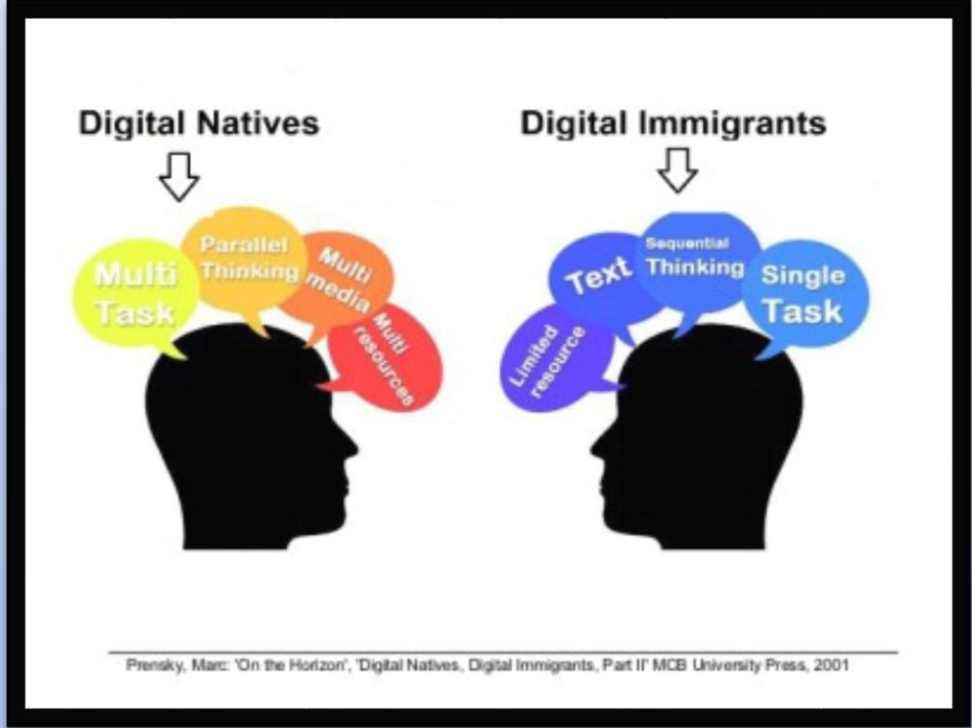 Digital Natives
Digital Immigrants
Multi
Task
Parallel
Thinking
Multi
media
Multi
resources
Limited
resource
Text
Sequential
Thinking
Single
Task
Prensky, Marc: 'On the Horizon', 'Digital Natives, Digital Immigrants, Part II' MCB University Press, 2001